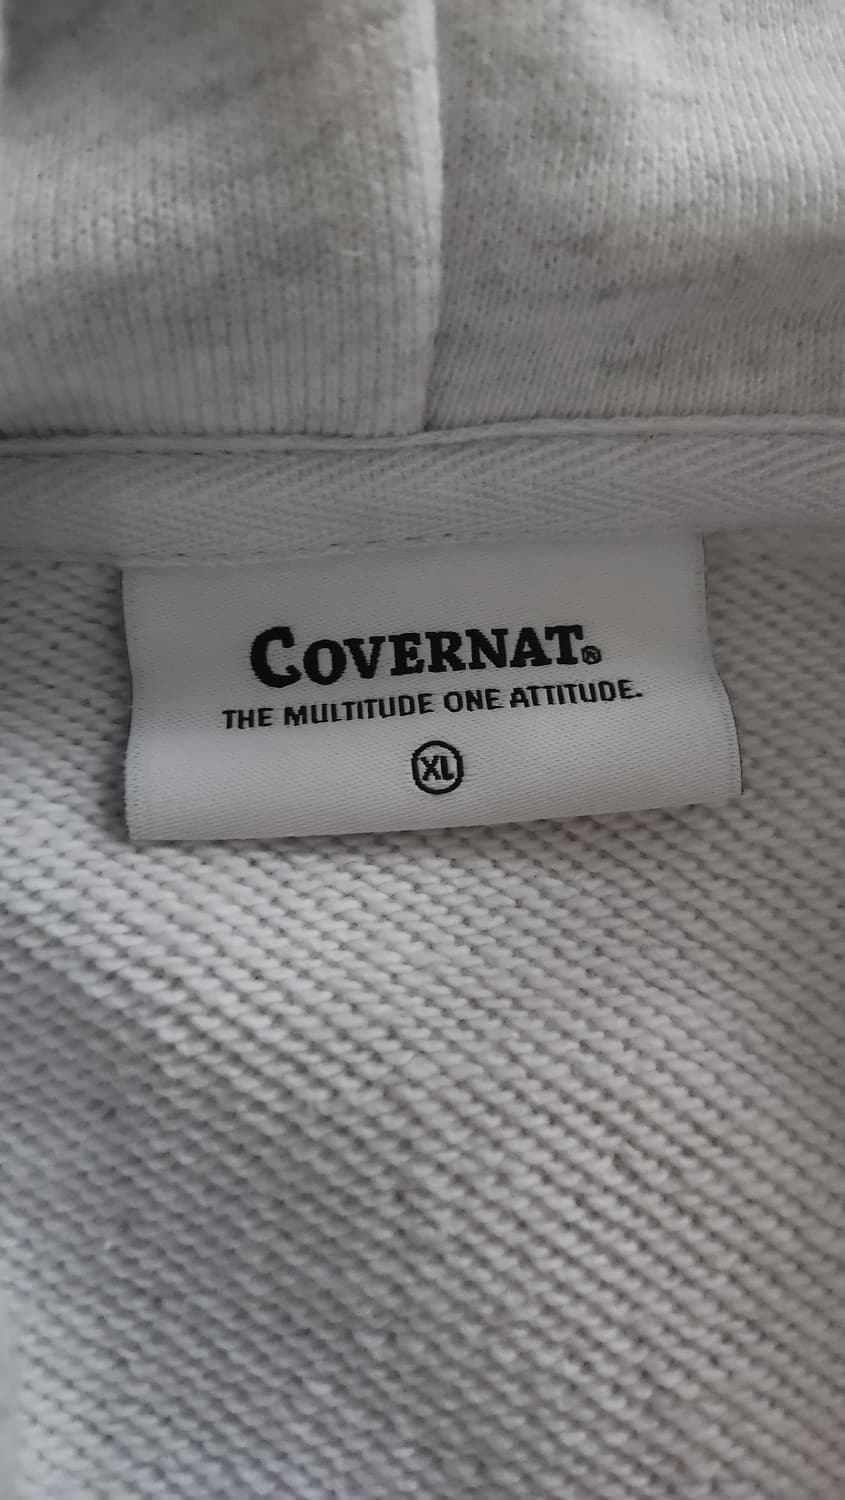 COVERNAT®
THE MULTITUDE ONE ATTITUDE.
XL